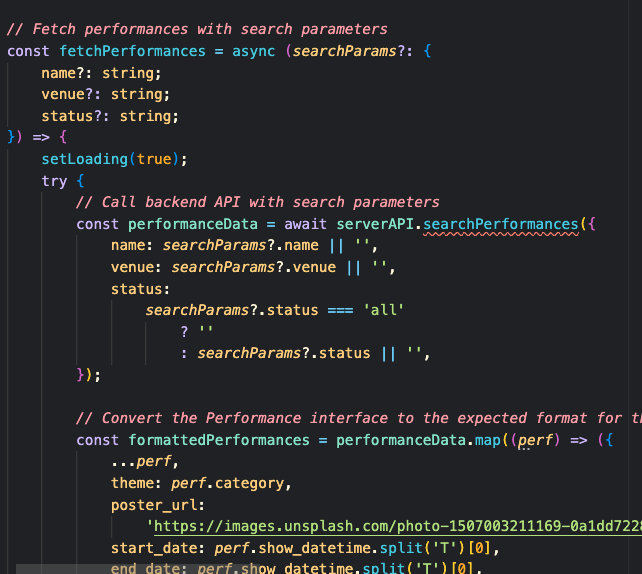 // Fetch performances with search parameters
const fetchPerformances = async (searchParams?: {
    name?: string;
    venue?: string;
    status?: string;
}) => {
    setLoading(true);
    try {
        // Call backend API with search parameters
        const performanceData = await serverAPI.searchPerformances({
            name: searchParams?.name || '',
            venue: searchParams?.venue || '',
            status:
                searchParams?.status === 'all'
                    ? ''
                    : searchParams?.status || '',
        });
        // Convert the Performance interface to the expected format for
        const formattedPerformances = performanceData.map((perf) => ({
            ...perf,
            theme: perf.category,
            poster_url:
                'https://images.unsplash.com/photo-1507003211169-0a1dd722
            start_date: perf.show_datetime.split('T')[0],
            end_date: perf.show_datetime.split('T')[0],